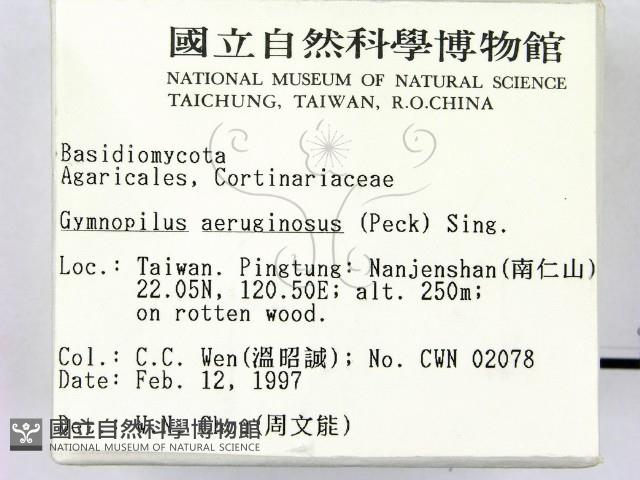 國立自然科學博物館
NATIONAL MUSEUM OF NATURAL SCIENCE
TAICHUNG, TAIWAN, R.O.CHINA
Basidiomycota
Agaricales, Cortinariaceae
Gymnopilus aeruginosus (Peck) Sing.
Loc.: Taiwan. Pingtung: Nanjenshan(南仁山)
22.05N, 120.50E; alt. 250m;
on rotten wood.
Col.: C.C. Wen(溫昭誠); No. CWN 02078
Date: Feb. 12, 1997
(周文能)
國立自然科學博物館
NATIONAL MUSEUM OF NATURAL SCIENCE